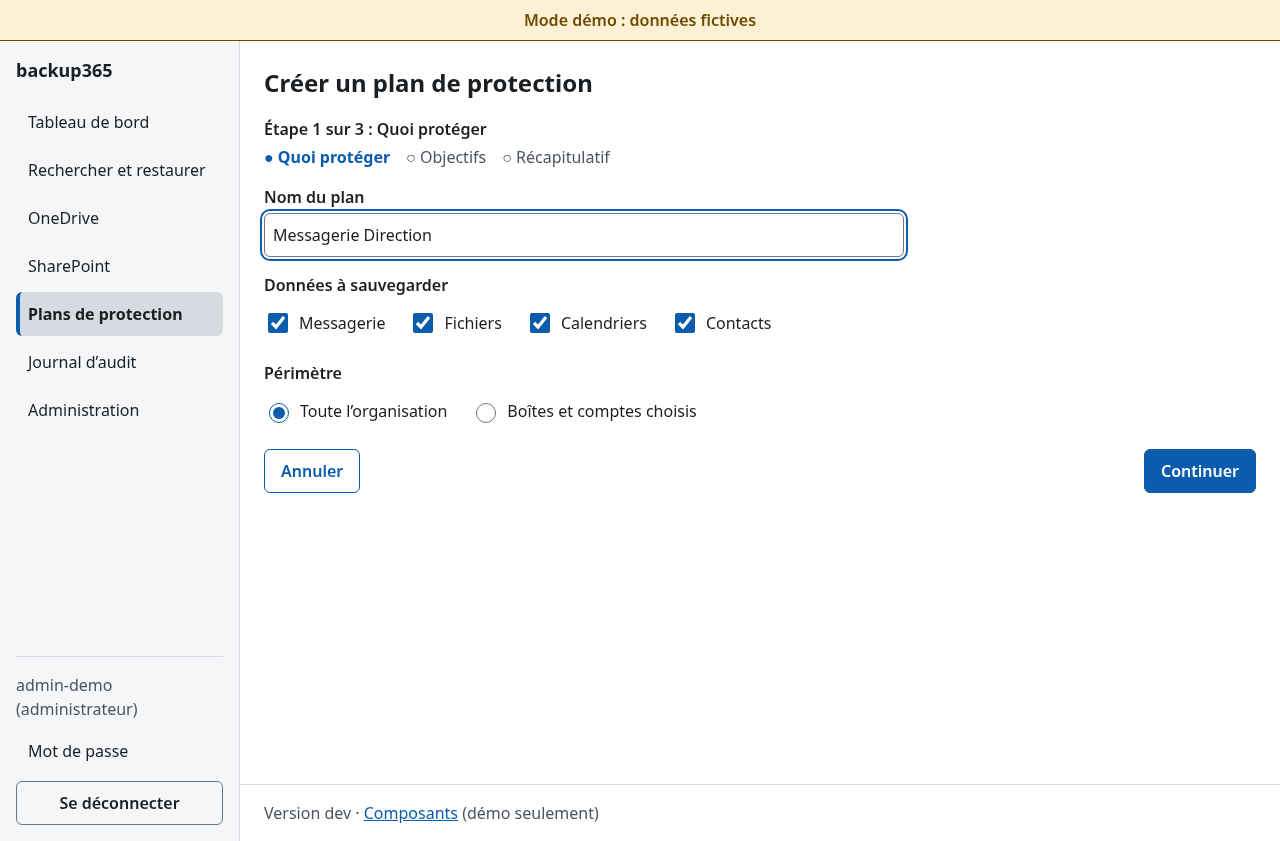 Mode démo : données fictives
backup365
Tableau de bord
Rechercher et restaurer
OneDrive
SharePoint
Plans de protection
Journal d’audit
Administration
admin-demo
(administrateur)
Mot de passe
Se déconnecter
Créer un plan de protection
Étape 1 sur 3 : Quoi protéger
● Quoi protéger ○ Objectifs ○ Récapitulatif
Nom du plan
Messagerie Direction
Données à sauvegarder
Messagerie Fichiers Calendriers Contacts
Périmètre
Toute l’organisation Boîtes et comptes choisis
Annuler Continuer
Version dev · Composants (démo seulement)